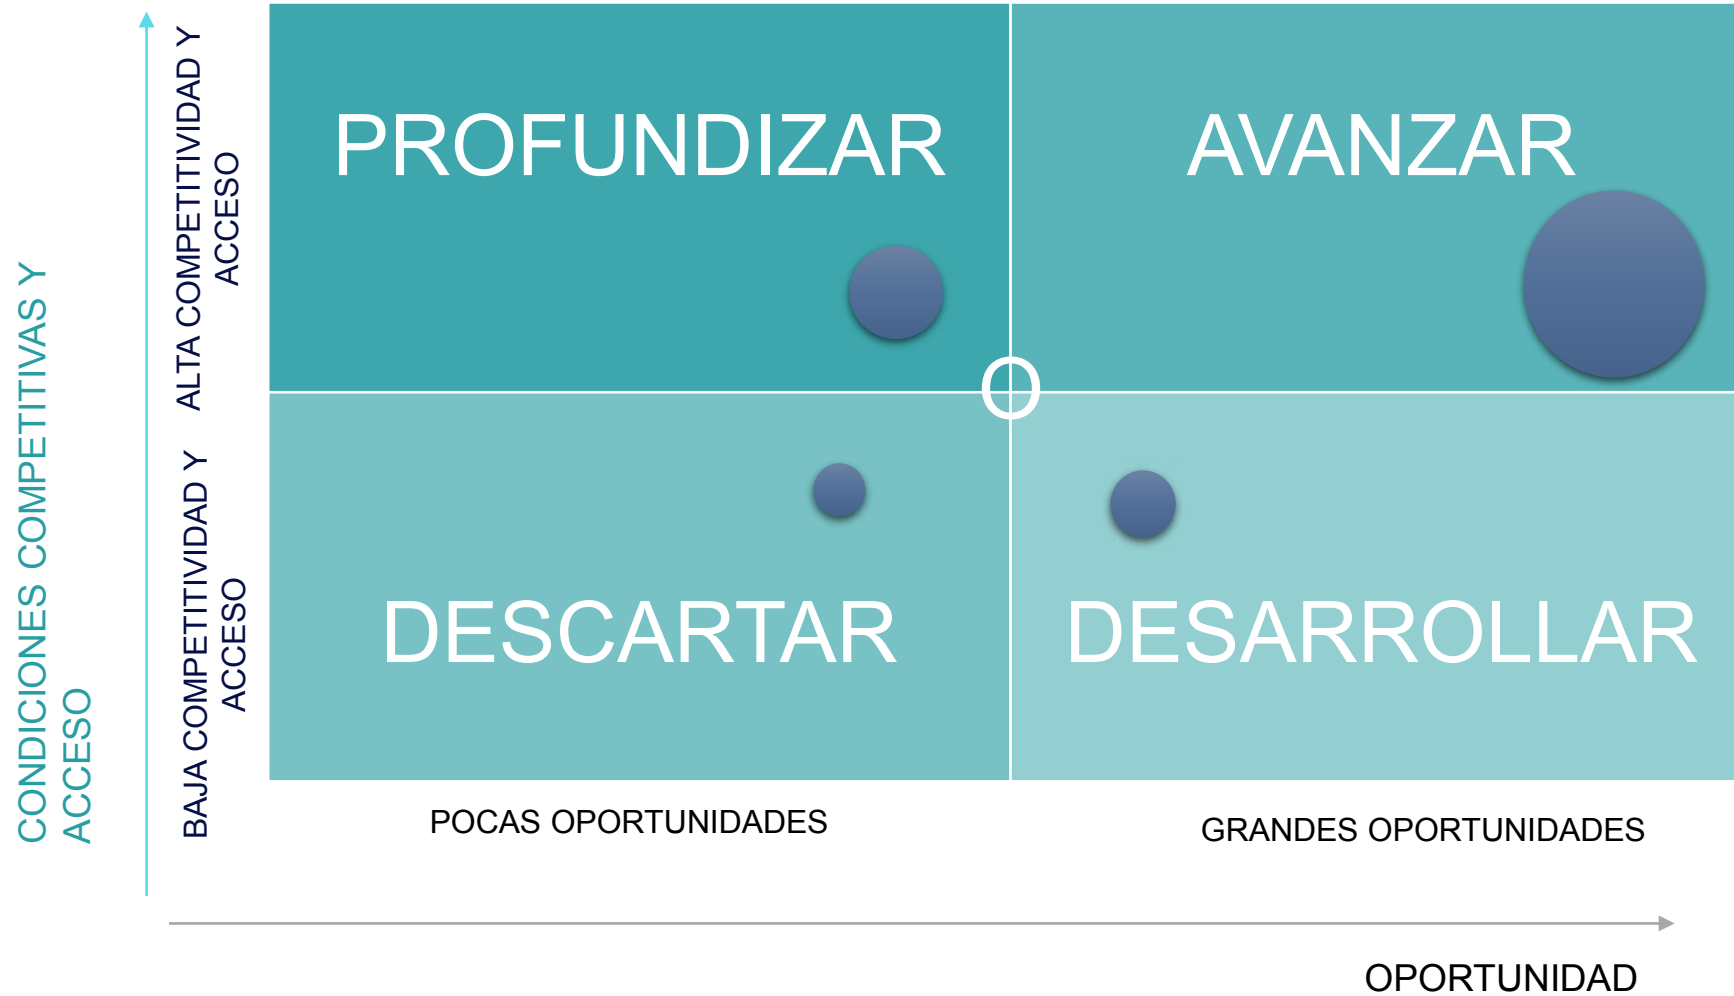 CONDICIONES COMPETITIVAS Y
ACCESO
ALTA COMPETITIVIDAD Y
ACCESO
BAJA COMPETITIVIDAD Y
ACCESO
PROFUNDIZAR
AVANZAR
O
DESCARTAR
DESARROLLAR
POCAS OPORTUNIDADES
GRANDES OPORTUNIDADES
OPORTUNIDAD